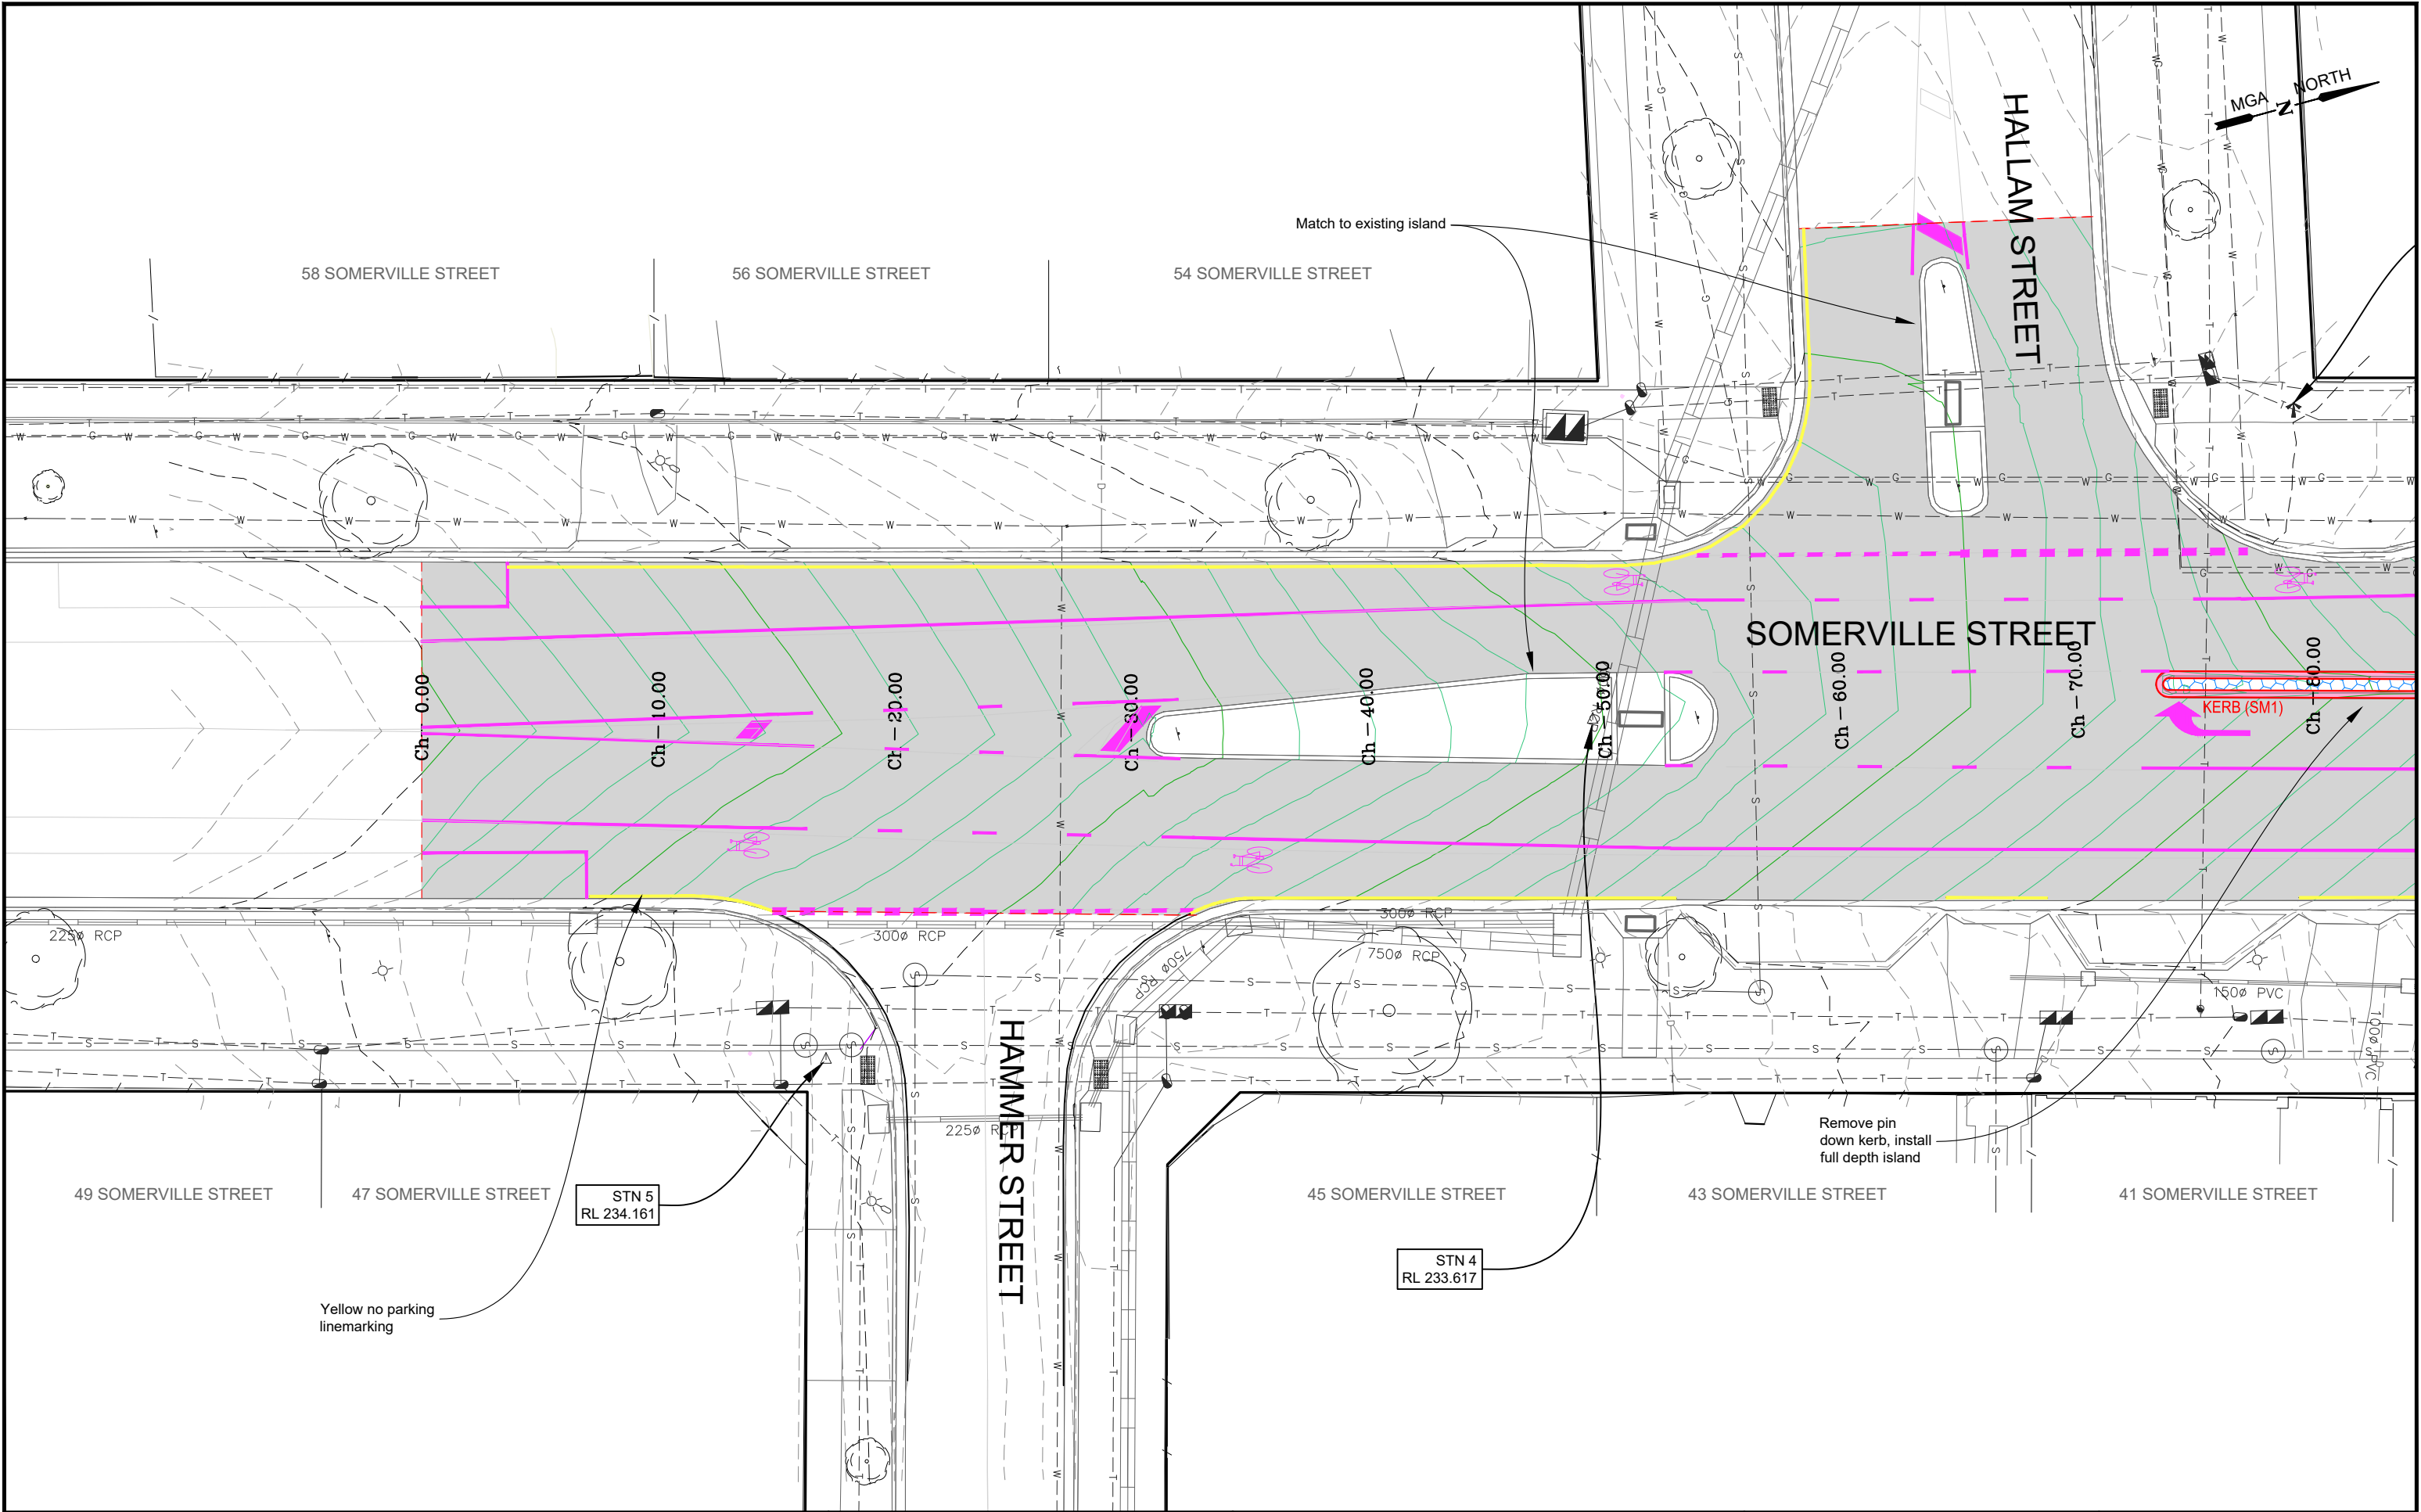 HALLAM STREET
MGA
N
NORTH
Match to existing island
58 SOMERVILLE STREET
56 SOMERVILLE STREET
54 SOMERVILLE STREET
SOMERVILLE STREET
Ch - 0.00
Ch - 10.00
Ch - 20.00
Ch - 30.00
Ch - 40.00
Ch - 50.00
Ch - 60.00
Ch - 70.00
Ch - 80.00
KERB (SM1)
225ø RCP
300ø RCP
300ø RCP
750ø RCP
750ø RCP
150ø PVC
100ø PVC
225ø RCP
HAMMER STREET
Remove pin
down kerb, install
full depth island
49 SOMERVILLE STREET
47 SOMERVILLE STREET
STN 5
RL 234.161
45 SOMERVILLE STREET
43 SOMERVILLE STREET
41 SOMERVILLE STREET
STN 4
RL 233.617
Yellow no parking
linemarking